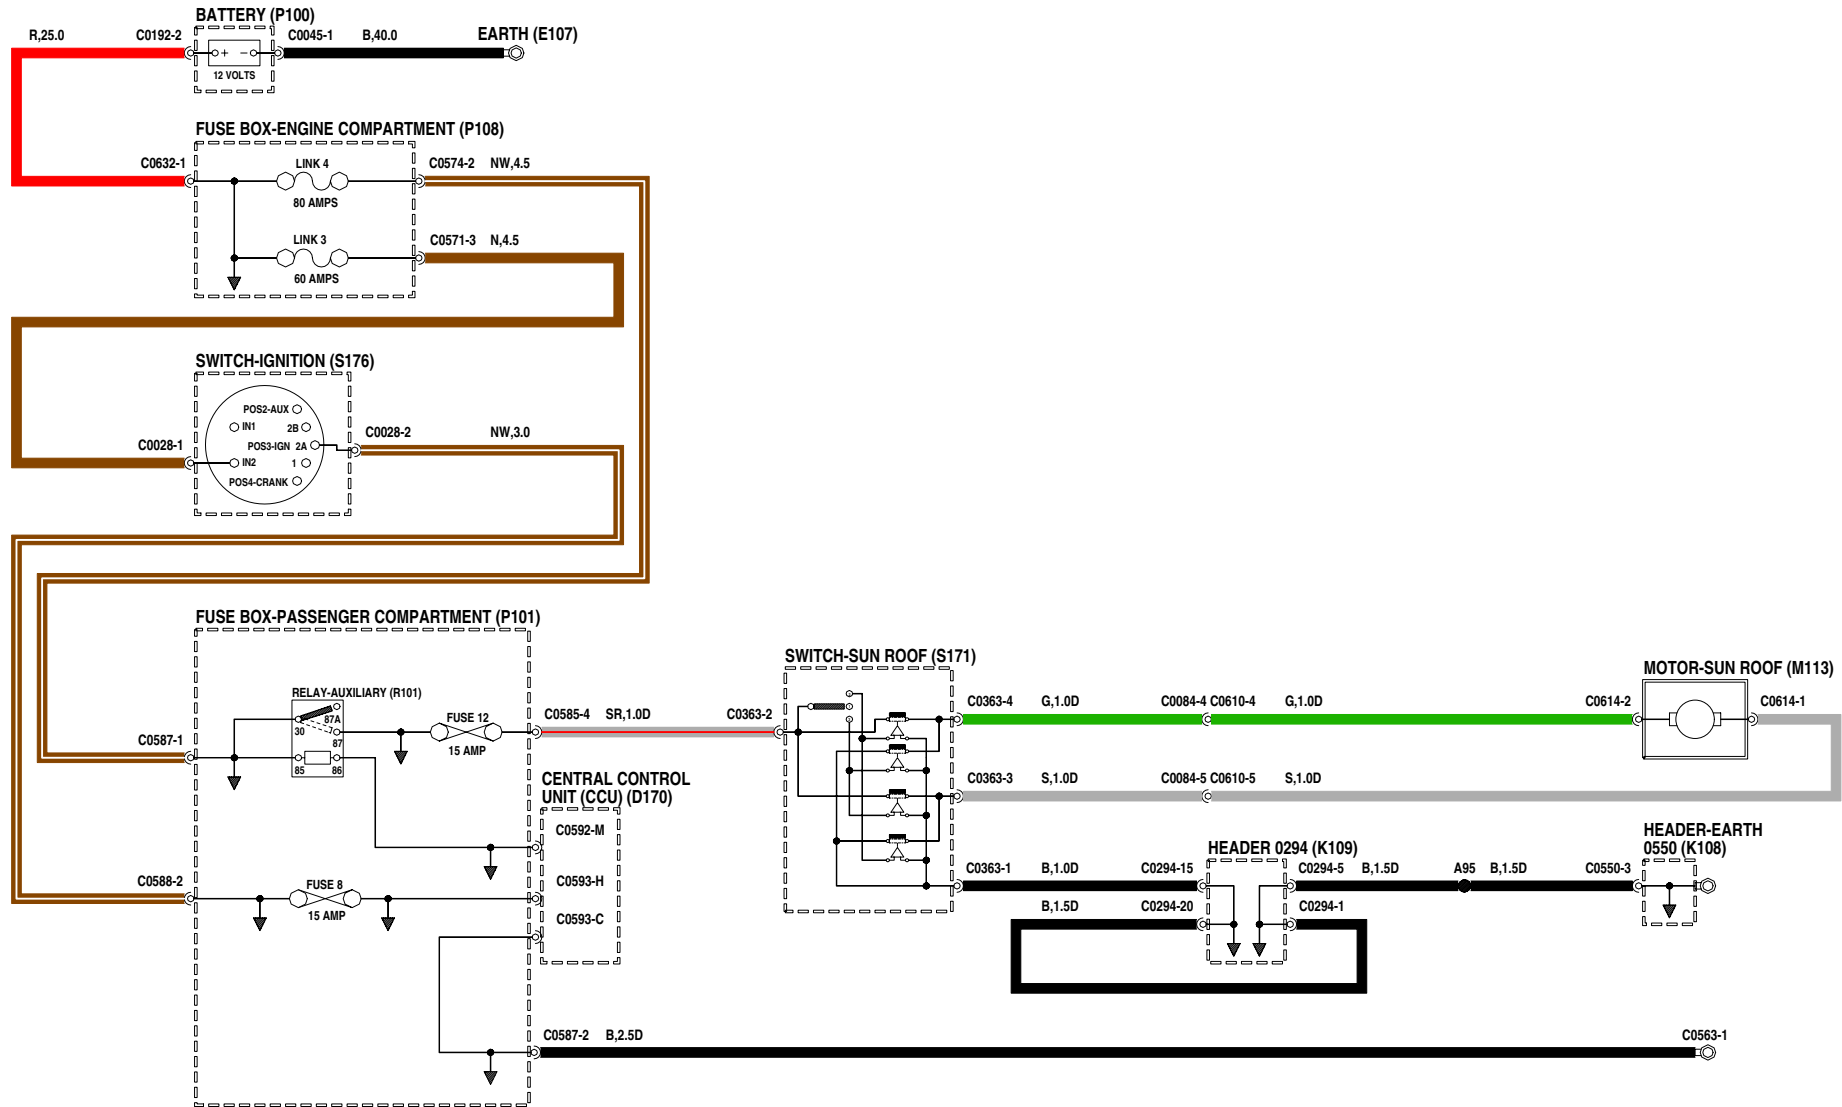 BATTERY (P100)
R,25.0
C0192-2
C0045-1
B,40.0
EARTH (E107)
+ −
12 VOLTS
FUSE BOX-ENGINE COMPARTMENT (P108)
C0632-1
LINK 4
80 AMPS
C0574-2
NW,4.5
LINK 3
60 AMPS
C0571-3
N,4.5
SWITCH-IGNITION (S176)
POS2-AUX
IN1
2B
POS3-IGN 2A
IN2
1
POS4-CRANK
C0028-1
C0028-2
NW,3.0
FUSE BOX-PASSENGER COMPARTMENT (P101)
RELAY-AUXILIARY (R101)
87A
30
87
85
86
C0587-1
FUSE 12
15 AMP
C0585-4
SR,1.0D
C0363-2
CENTRAL CONTROL
UNIT (CCU) (D170)
C0592-M
C0593-H
C0593-C
C0588-2
FUSE 8
15 AMP
C0587-2
B,2.5D
C0563-1
SWITCH-SUN ROOF (S171)
C0363-4
G,1.0D
C0084-4 C0610-4
G,1.0D
C0614-2
MOTOR-SUN ROOF (M113)
C0614-1
C0363-3
S,1.0D
C0084-5 C0610-5
S,1.0D
C0363-1
B,1.0D
C0294-15
HEADER 0294 (K109)
C0294-5
B,1.5D
A95
B,1.5D
C0550-3
HEADER-EARTH
0550 (K108)
B,1.5D
C0294-20
C0294-1